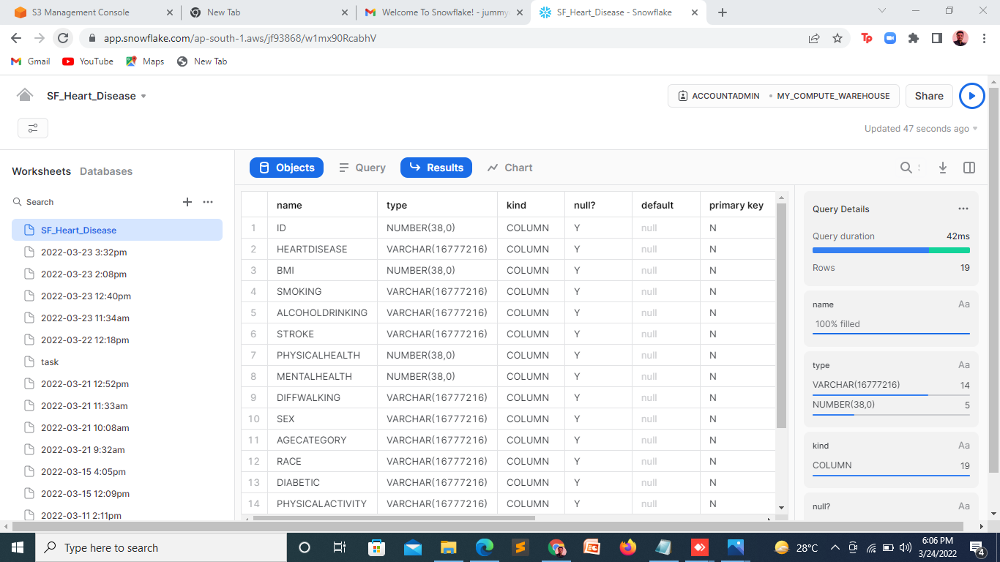 S3 Management Console
New Tab
Welcome To Snowflake! - jummy
SF_Heart_Disease - Snowflake
app.snowflake.com/ap-south-1.aws/jf93868/w1mx90RcabhV
Tp
Gmail
YouTube
Maps
New Tab
SF_Heart_Disease
ACCOUNTADMIN
MY_COMPUTE_WAREHOUSE
Share
Updated 47 seconds ago
Worksheets Databases
Objects Query Results Chart
Search
SF_Heart_Disease
2022-03-23 3:32pm
2022-03-23 2:08pm
2022-03-23 12:40pm
2022-03-23 11:34am
2022-03-22 12:18pm
task
2022-03-21 12:52pm
2022-03-21 11:33am
2022-03-21 10:08am
2022-03-21 9:32am
2022-03-15 4:05pm
2022-03-15 12:09pm
2022-03-11 2:11pm
name type kind null? default primary key
1 ID NUMBER(38,0) COLUMN Y null N
2 HEARTDISEASE VARCHAR(16777216) COLUMN Y null N
3 BMI NUMBER(38,0) COLUMN Y null N
4 SMOKING VARCHAR(16777216) COLUMN Y null N
5 ALCOHOLDRINKING VARCHAR(16777216) COLUMN Y null N
6 STROKE VARCHAR(16777216) COLUMN Y null N
7 PHYSICALHEALTH NUMBER(38,0) COLUMN Y null N
8 MENTALHEALTH NUMBER(38,0) COLUMN Y null N
9 DIFFWALKING VARCHAR(16777216) COLUMN Y null N
10 SEX VARCHAR(16777216) COLUMN Y null N
11 AGECATEGORY VARCHAR(16777216) COLUMN Y null N
12 RACE VARCHAR(16777216) COLUMN Y null N
13 DIABETIC VARCHAR(16777216) COLUMN Y null N
14 PHYSICALACTIVITY VARCHAR(16777216) COLUMN Y null N
Query Details
Query duration 42ms
Rows 19
name Aa
100% filled
type Aa
VARCHAR(16777216) 14
NUMBER(38,0) 5
kind Aa
COLUMN 19
null? Aa
Type here to search
28°C
6:06 PM
3/24/2022
4